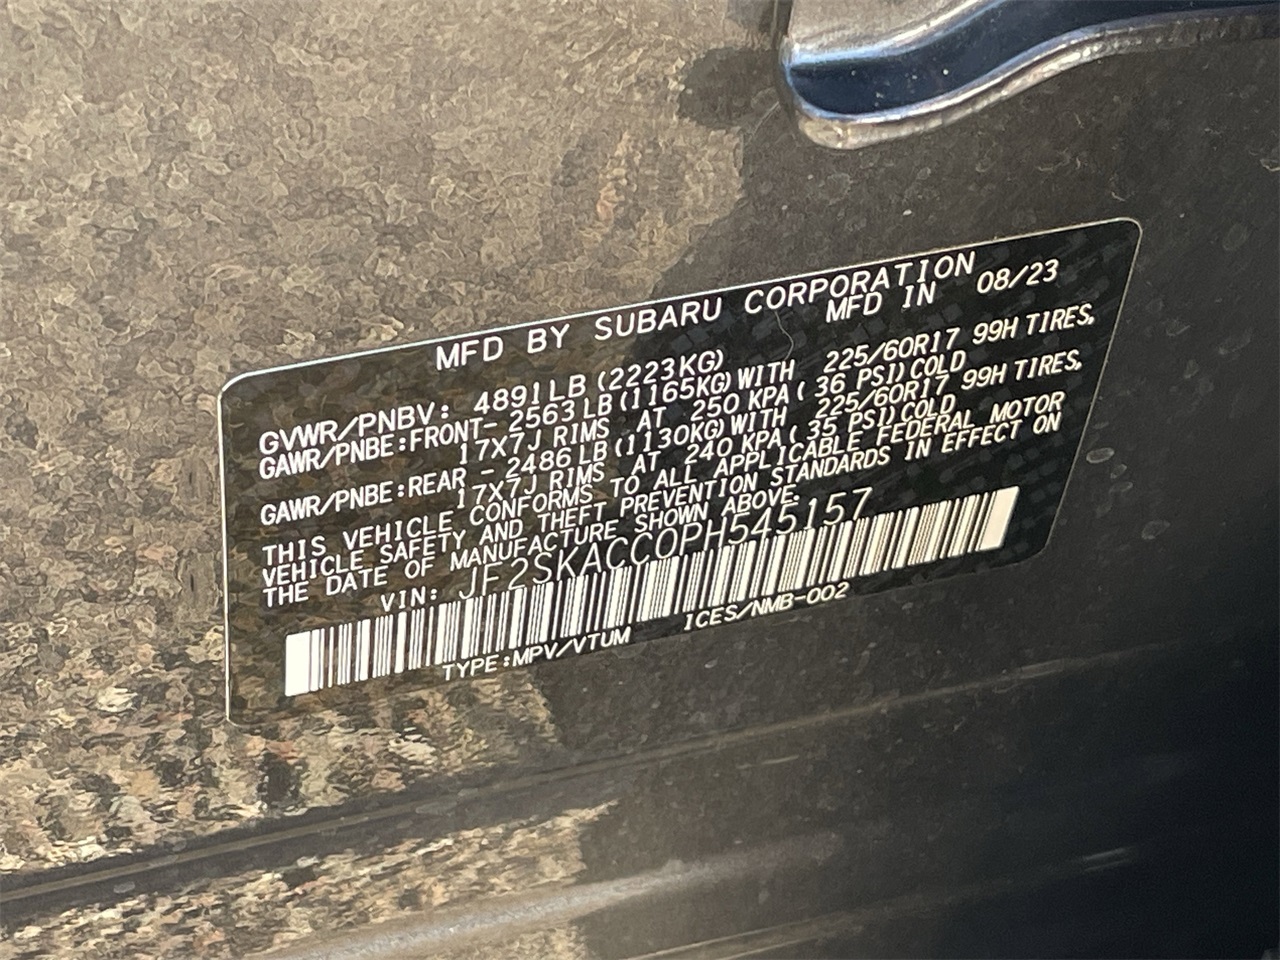 MFD BY SUBARU CORPORATION
MFD IN 08/23
GVWR/PNBV: 4891LB (2223KG)
GAWR/PNBE:FRONT- 2563LB(1165KG)WITH 225/60R17 99H TIRES,
17X7J RIMS AT 250 KPA( 36 PSI)COLD
GAWR/PNBE:REAR - 2486LB(1130KG)WITH 225/60R17 99H TIRES,
17X7J RIMS AT 240 KPA( 35 PSI)COLD
THIS VEHICLE CONFORMS TO ALL APPLICABLE FEDERAL MOTOR
VEHICLE SAFETY AND THEFT PREVENTION STANDARDS IN EFFECT ON
THE DATE OF MANUFACTURE SHOWN ABOVE.
VIN: JF2SKACC0PH545157
TYPE:MPV/VTUM ICES/NMB-002